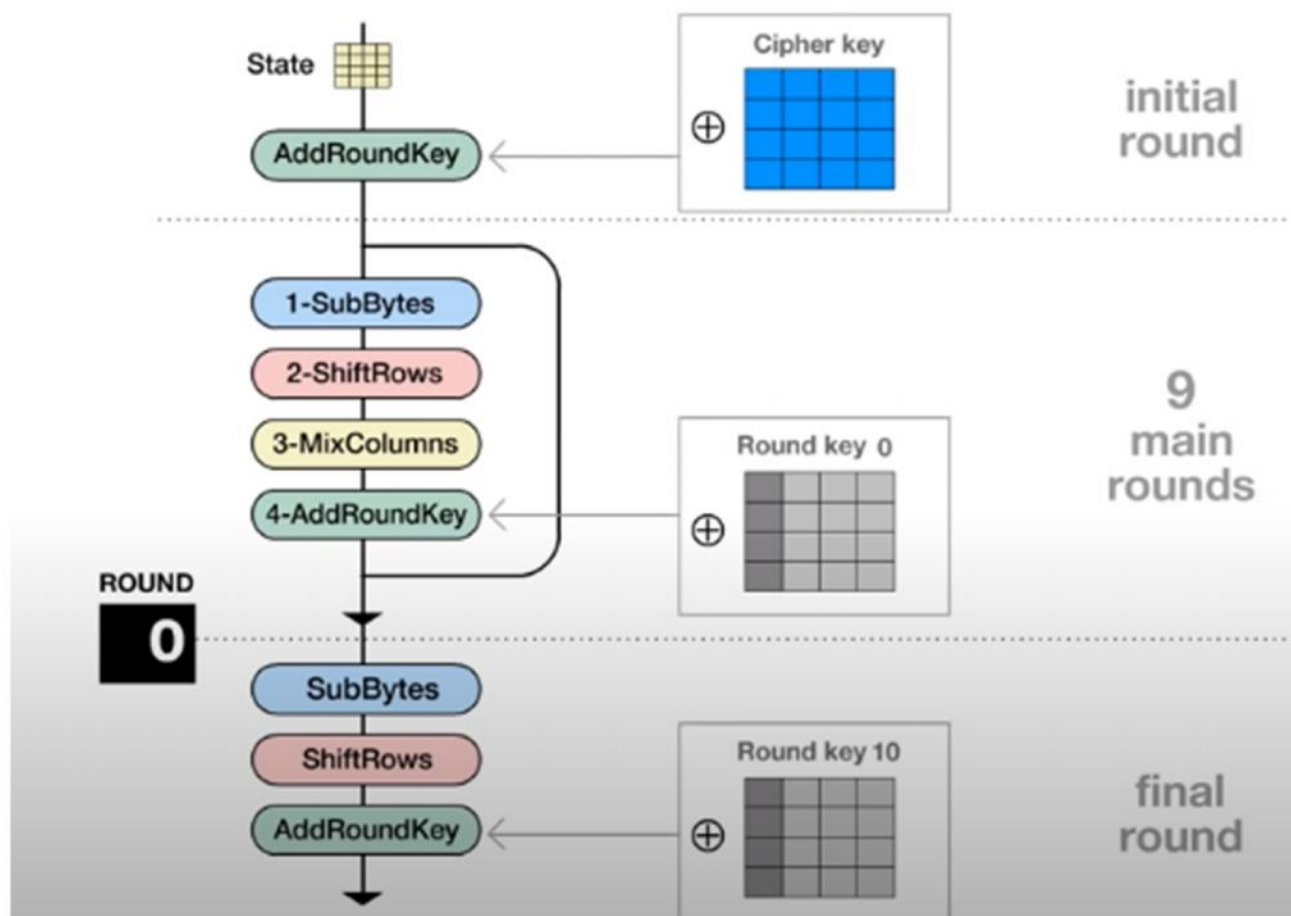 State
Cipher key
initial
round
AddRoundKey
1-SubBytes
2-ShiftRows
3-MixColumns
4-AddRoundKey
Round key 0
9
main
rounds
ROUND
0
SubBytes
ShiftRows
AddRoundKey
Round key 10
final
round